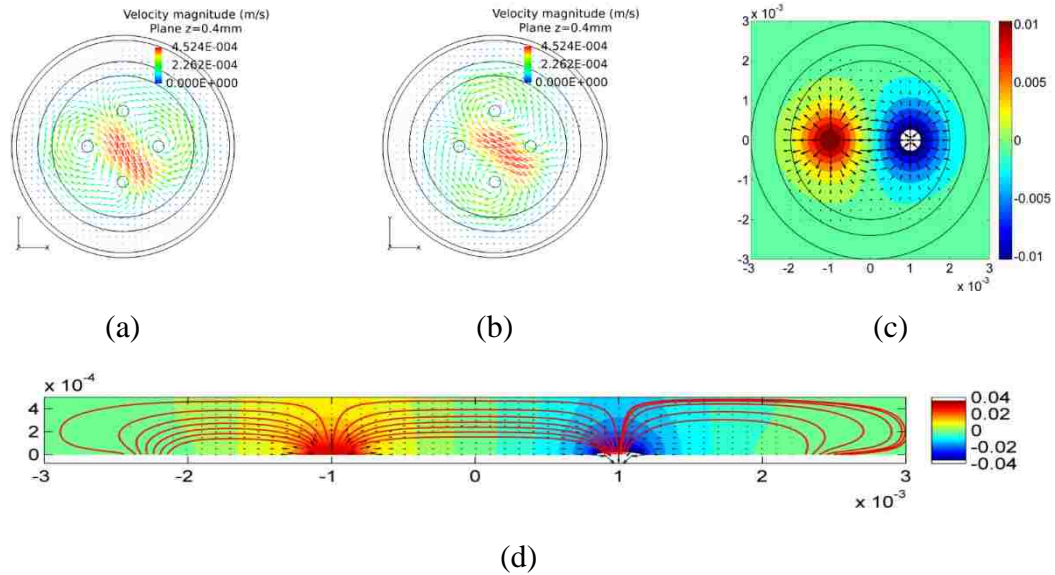 Velocity magnitude (m/s)
Plane z=0.4mm
4.524E-004
2.262E-004
0.000E+000
(a)
Velocity magnitude (m/s)
Plane z=0.4mm
4.524E-004
2.262E-004
0.000E+000
(b)
x 10⁻³
3
2
1
0
-1
-2
-3
-3 -2 -1 0 1 2 3
x 10⁻³
0.01
0.005
0
-0.005
-0.01
(c)
x 10⁻⁴
4
2
0
-3 -2 -1 0 1 2 3
x 10⁻³
0.04
0.02
0
-0.02
-0.04
(d)